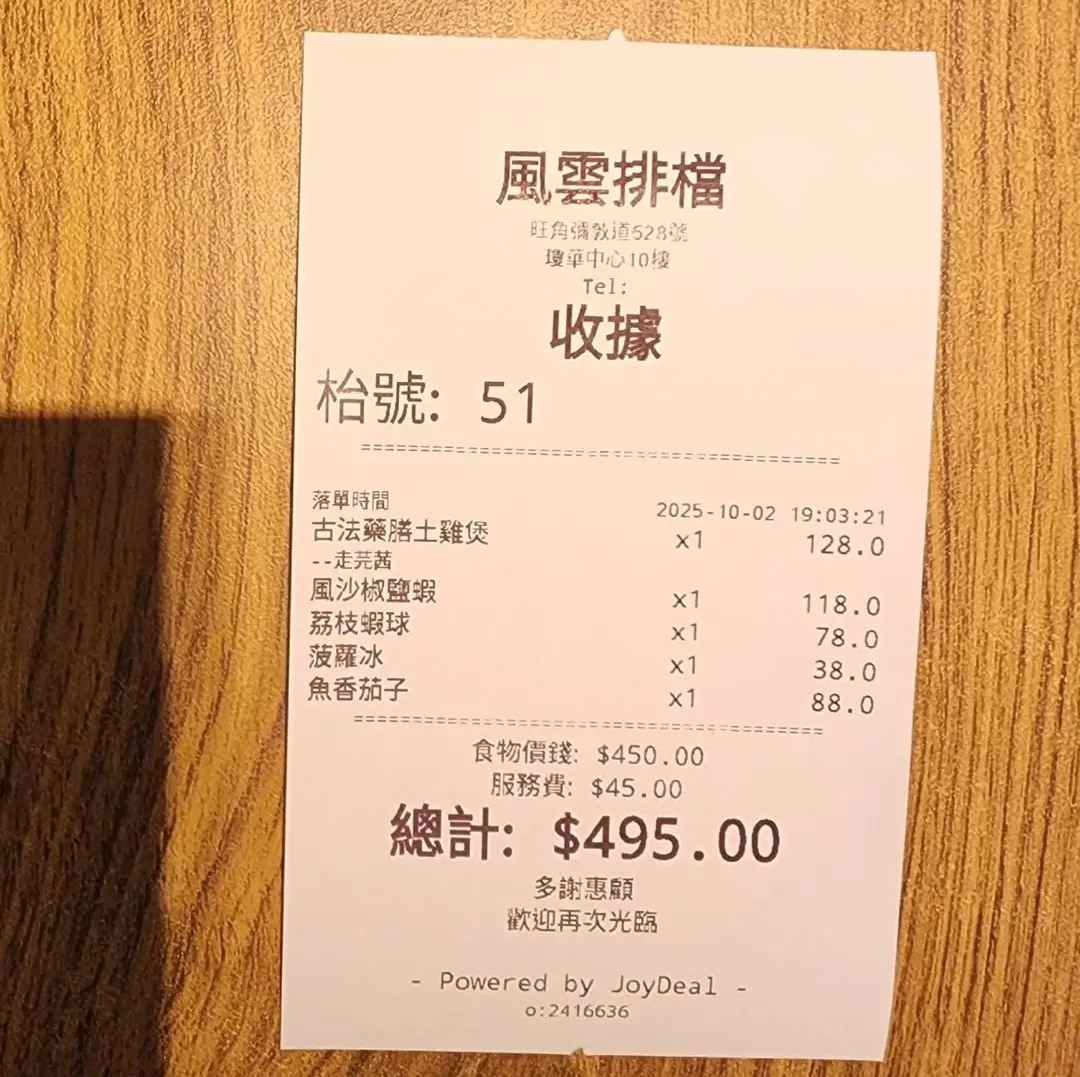 風雲排檔
旺角彌敦道628號
瓊華中心10樓
Tel:
收據
枱號: 51
========================================
落單時間 2025-10-02 19:03:21
古法藥膳土雞煲 x1 128.0
--走芫茜
風沙椒鹽蝦 x1 118.0
荔枝蝦球 x1 78.0
菠蘿冰 x1 38.0
魚香茄子 x1 88.0
========================================
食物價錢: $450.00
服務費: $45.00
總計: $495.00
多謝惠顧
歡迎再次光臨
- Powered by JoyDeal -
o:2416636